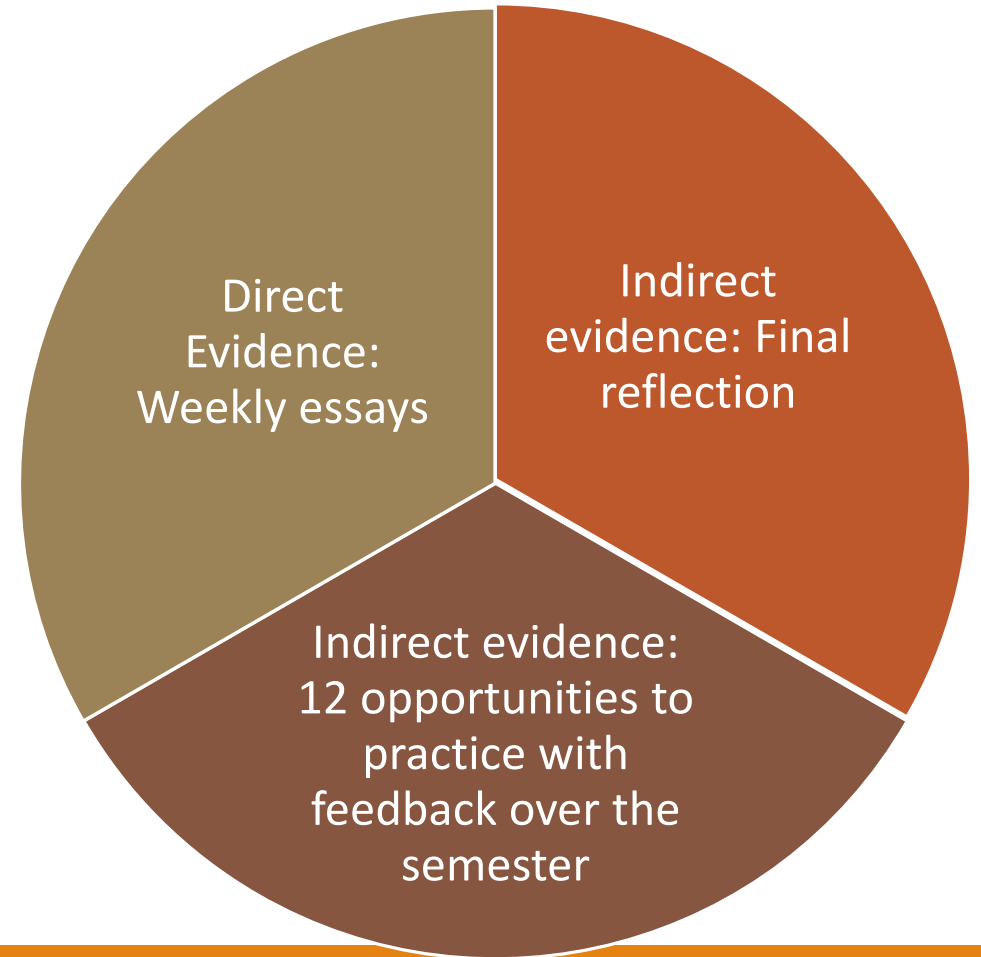 Direct
Evidence:
Weekly essays
Indirect
evidence: Final
reflection
Indirect evidence:
12 opportunities to
practice with
feedback over the
semester